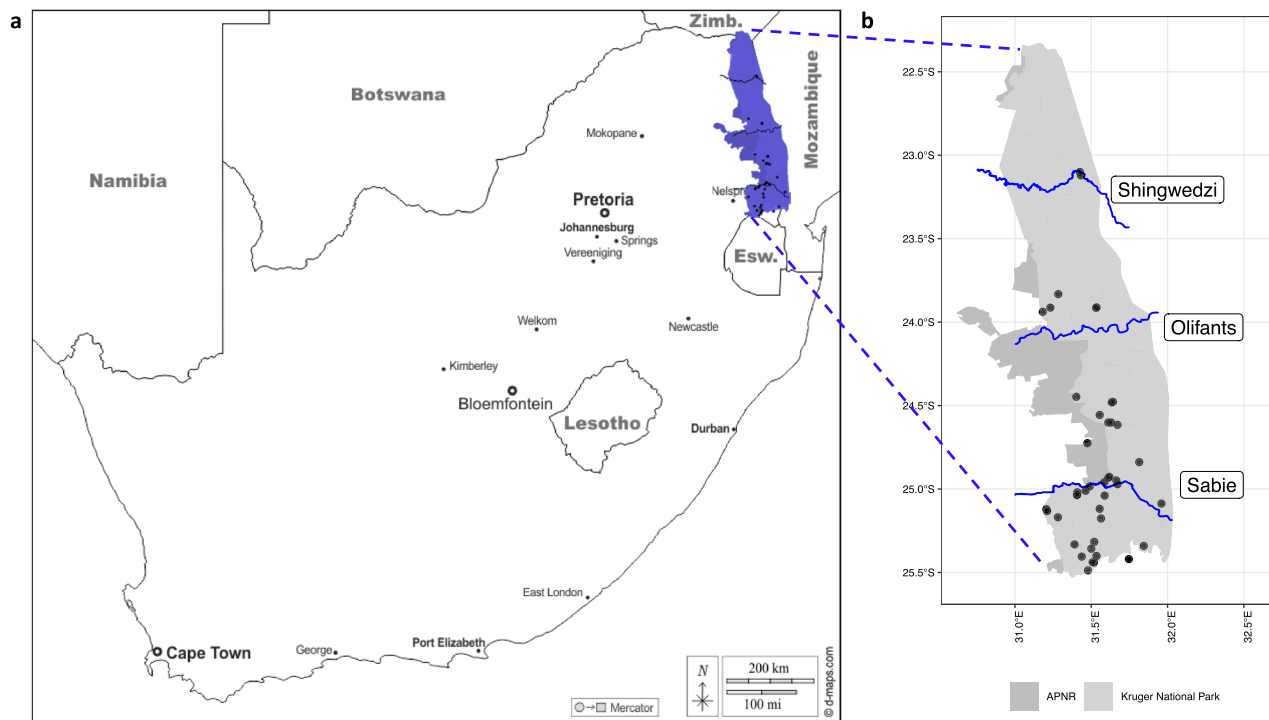 a
Zimb.
Botswana
Mozambique
Mokopane
Namibia
Nelspr
Pretoria
Johannesburg
Springs
Vereeniging
Esw.
Welkom
Newcastle
Kimberley
Bloemfontein
Lesotho
Durban
East London
Port Elizabeth
George
Cape Town
N
200 km
100 mi
Mercator
© d-maps.com
b
22.5°S
23.0°S
23.5°S
24.0°S
24.5°S
25.0°S
25.5°S
Shingwedzi
Olifants
Sabie
31.0°E
31.5°E
32.0°E
32.5°E
APNR
Kruger National Park